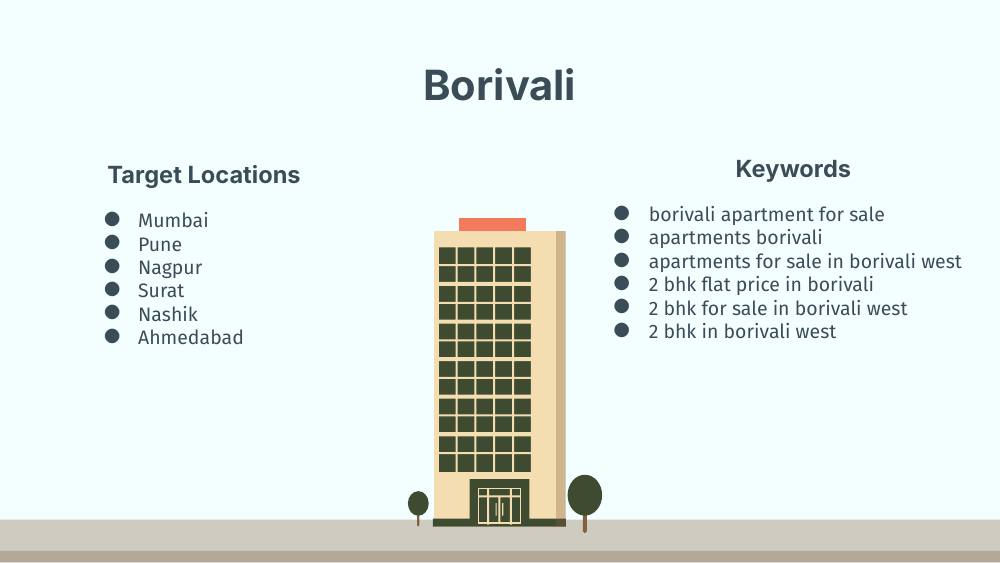 Borivali
Target Locations
● Mumbai
● Pune
● Nagpur
● Surat
● Nashik
● Ahmedabad
Keywords
● borivali apartment for sale
● apartments borivali
● apartments for sale in borivali west
● 2 bhk flat price in borivali
● 2 bhk for sale in borivali west
● 2 bhk in borivali west